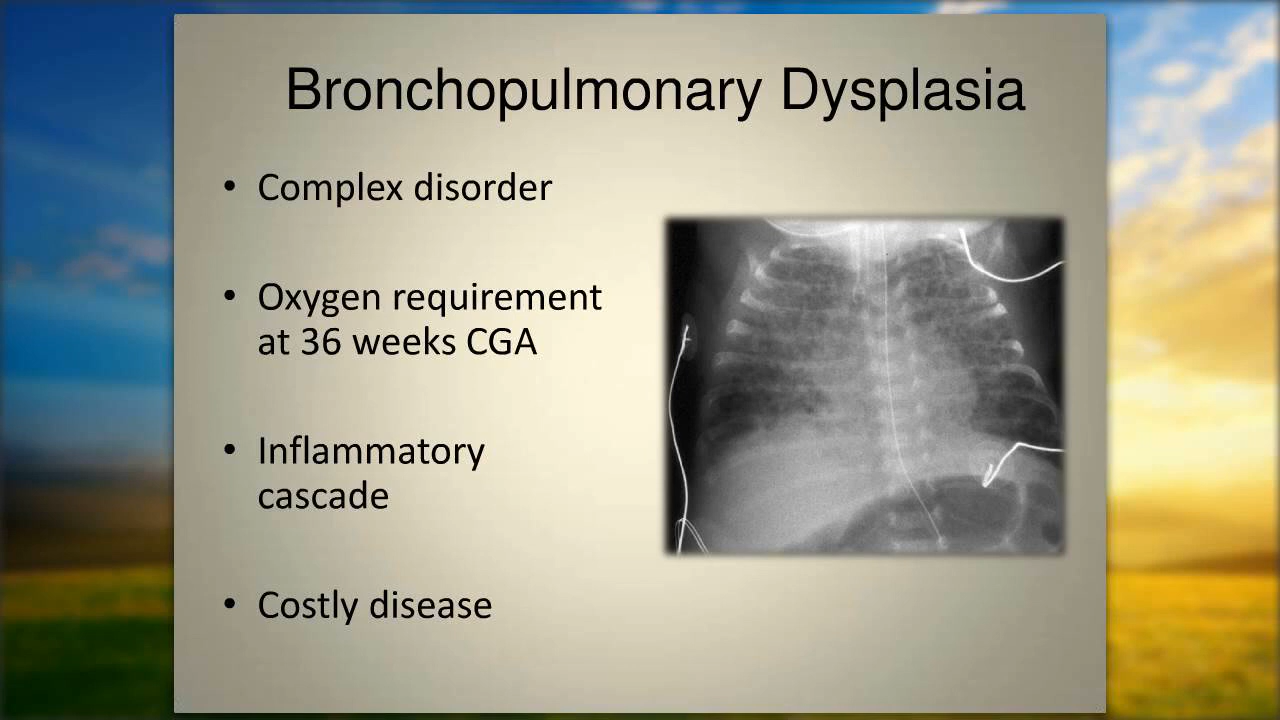 Bronchopulmonary Dysplasia
• Complex disorder
• Oxygen requirement
at 36 weeks CGA
• Inflammatory
cascade
• Costly disease